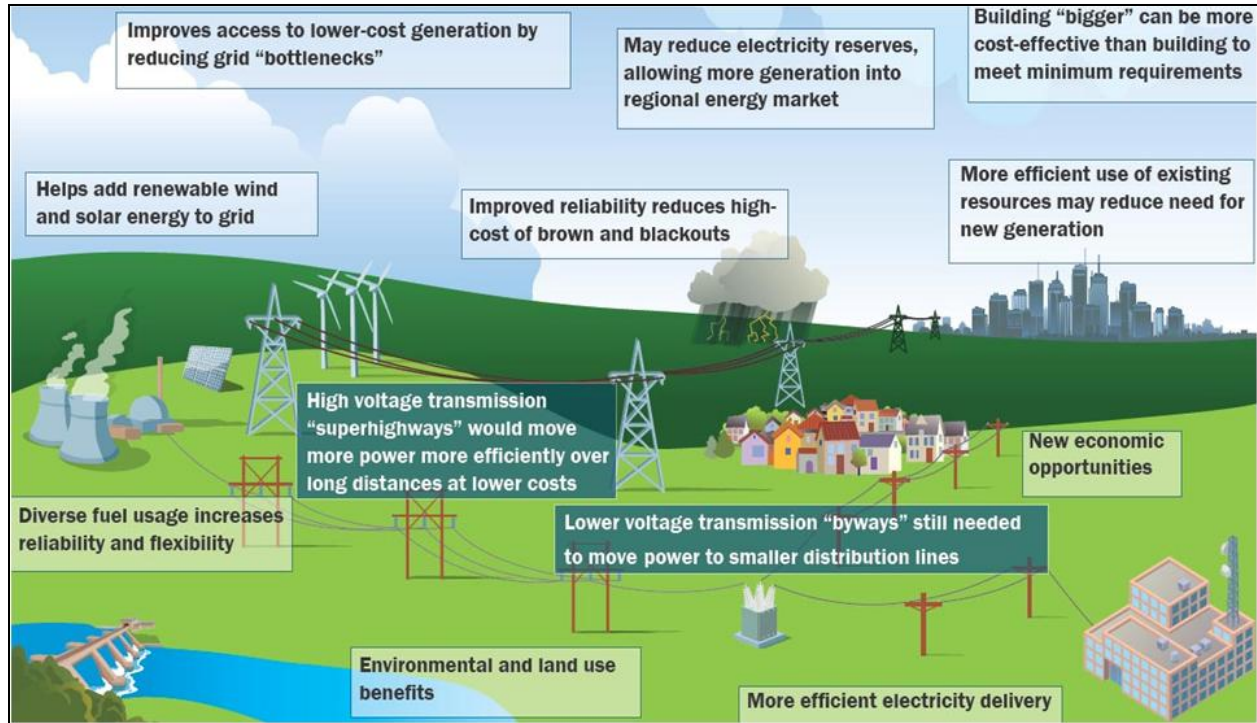 Improves access to lower-cost generation by
reducing grid “bottlenecks”
May reduce electricity reserves,
allowing more generation into
regional energy market
Building “bigger” can be more
cost-effective than building to
meet minimum requirements
Helps add renewable wind
and solar energy to grid
Improved reliability reduces high-
cost of brown and blackouts
More efficient use of existing
resources may reduce need for
new generation
High voltage transmission
“superhighways” would move
more power more efficiently over
long distances at lower costs
New economic
opportunities
Diverse fuel usage increases
reliability and flexibility
Lower voltage transmission “byways” still needed
to move power to smaller distribution lines
Environmental and land use
benefits
More efficient electricity delivery